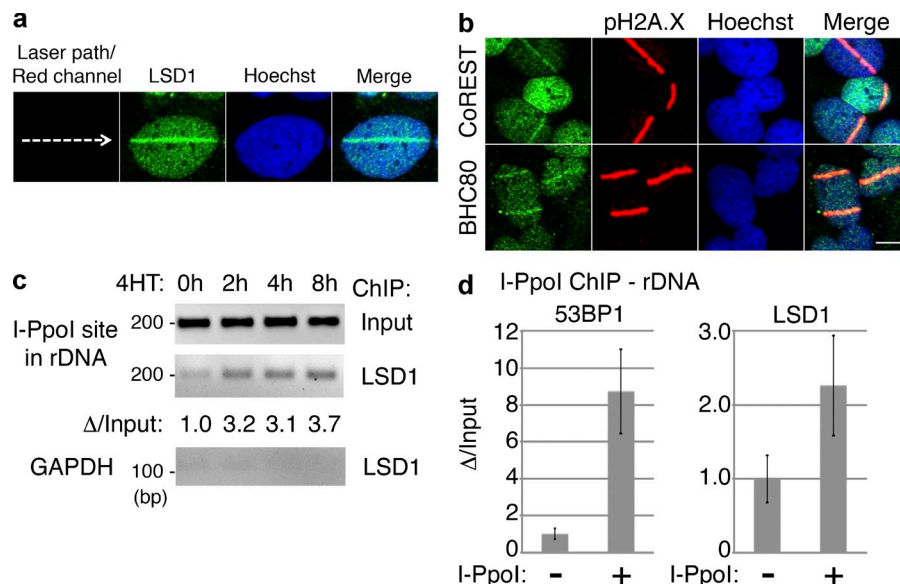 a
Laser path/
Red channel LSD1 Hoechst Merge
b
pH2A.X Hoechst Merge
CoREST
BHC80
c
4HT: 0h 2h 4h 8h ChIP:
I-PpoI site
in rDNA
200 - Input
200 - LSD1
Δ/Input: 1.0 3.2 3.1 3.7
GAPDH 100 - LSD1
(bp)
d I-PpoI ChIP - rDNA
53BP1
Δ/Input
12
10
8
6
4
2
0
I-PpoI: - +
LSD1
3.0
2.0
1.0
0
I-PpoI: - +